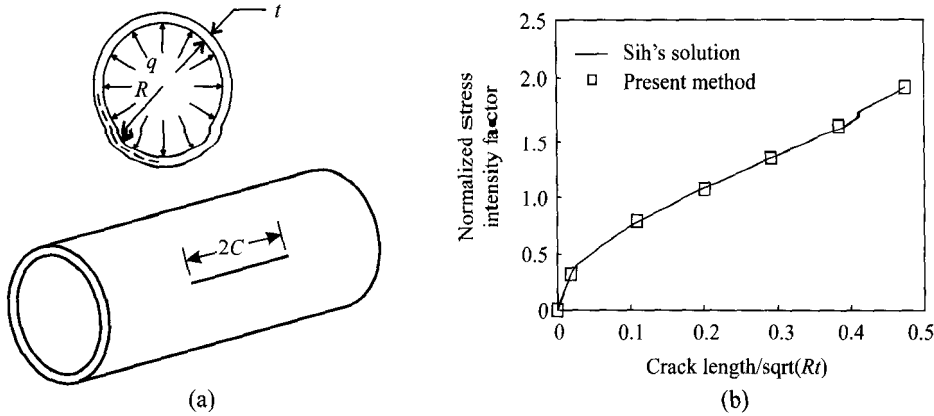 t
q
R
2C
(a)
2.5
2.0
1.5
1.0
0.5
0
Normalized stress
intensity factor
Sih's solution
Present method
0 0.1 0.2 0.3 0.4 0.5
Crack length/sqrt(Rt)
(b)